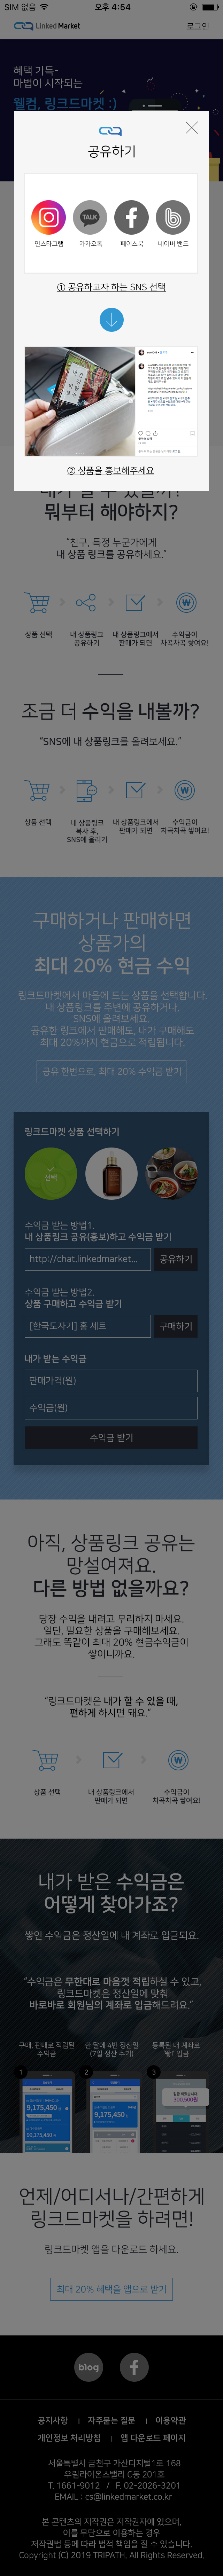 SIM 없음 오후 4:54
Linked Market 로그인
혜택 가득-
마법이 시작되는
웰컴, 링크드마켓 :)
공유하기
TALK
인스타그램 카카오톡 페이스북 네이버 밴드
① 공유하고자 하는 SNS 선택
② 상품을 홍보해주세요
뭐부터 해야하지?
“친구, 특정 누군가에게
내 상품 링크를 공유하세요.”
상품 선택 내 상품링크 공유하기 내 상품링크에서 판매가 되면 수익금이 차곡차곡 쌓여요!
조금 더 수익을 내볼까?
“SNS에 내 상품링크를 올려보세요.”
상품 선택 내 상품링크 복사 후, SNS에 올리기 내 상품링크에서 판매가 되면 수익금이 차곡차곡 쌓여요!
구매하거나 판매하면
상품가의
최대 20% 현금 수익
링크드마켓에서 마음에 드는 상품을 선택합니다.
내 상품링크를 주변에 공유하거나,
SNS에 올려보세요.
공유한 링크에서 판매해도, 내가 구매해도
최대 20%까지 현금으로 적립됩니다.
공유 한번으로, 최대 20% 수익금 받기
링크드마켓 상품 선택하기
선택
수익금 받는 방법1.
내 상품링크 공유(홍보)하고 수익금 받기
http://chat.linkedmarket... 공유하기
수익금 받는 방법2.
상품 구매하고 수익금 받기
[한국도자기] 홈 세트 구매하기
내가 받는 수익금
판매가격(원)
수익금(원)
수익금 받기
아직, 상품링크 공유는
망설여져요.
다른 방법 없을까요?
당장 수익을 내려고 무리하지 마세요.
일단, 필요한 상품을 구매해보세요.
그래도 똑같이 최대 20% 현금수익금이
쌓이니까요.
“링크드마켓은 내가 할 수 있을 때,
편하게 하시면 돼요.”
상품 선택 내 상품링크에서 판매가 되면 수익금이 차곡차곡 쌓여요!
내가 받은 수익금은
어떻게 찾아가요?
쌓인 수익금은 정산일에 내 계좌로 입금되요.
“수익금은 무한대로 마음껏 적립하실 수 있고,
링크드마켓은 정산일에 맞춰
바로바로 회원님의 계좌로 입금해드려요.”
구매, 판매로 적립된 수익금 한 달에 4번 정산일 (7일 정산 주기) 등록된 내 계좌로 "띵!" 입금
1 2 3
9,175,450 9,175,450 300,500원
언제/어디서나/간편하게
링크드마켓을 하려면!
링크드마켓 앱을 다운로드 하세요.
최대 20% 혜택을 앱으로 받기
blog
공지사항 | 자주묻는 질문 | 이용약관
개인정보 처리방침 | 앱 다운로드 페이지
서울특별시 금천구 가산디지털1로 168
우림라이온스밸리 C동 201호
T. 1661-9012 / F. 02-2026-3201
EMAIL : cs@linkedmarket.co.kr
본 콘텐츠의 저작권은 저작권자에 있으며,
이를 무단으로 이용하는 경우
저작권법 등에 따라 법적 책임을 질 수 있습니다.
Copyright (C) 2019 TRIPATH, All Rights Reserved.